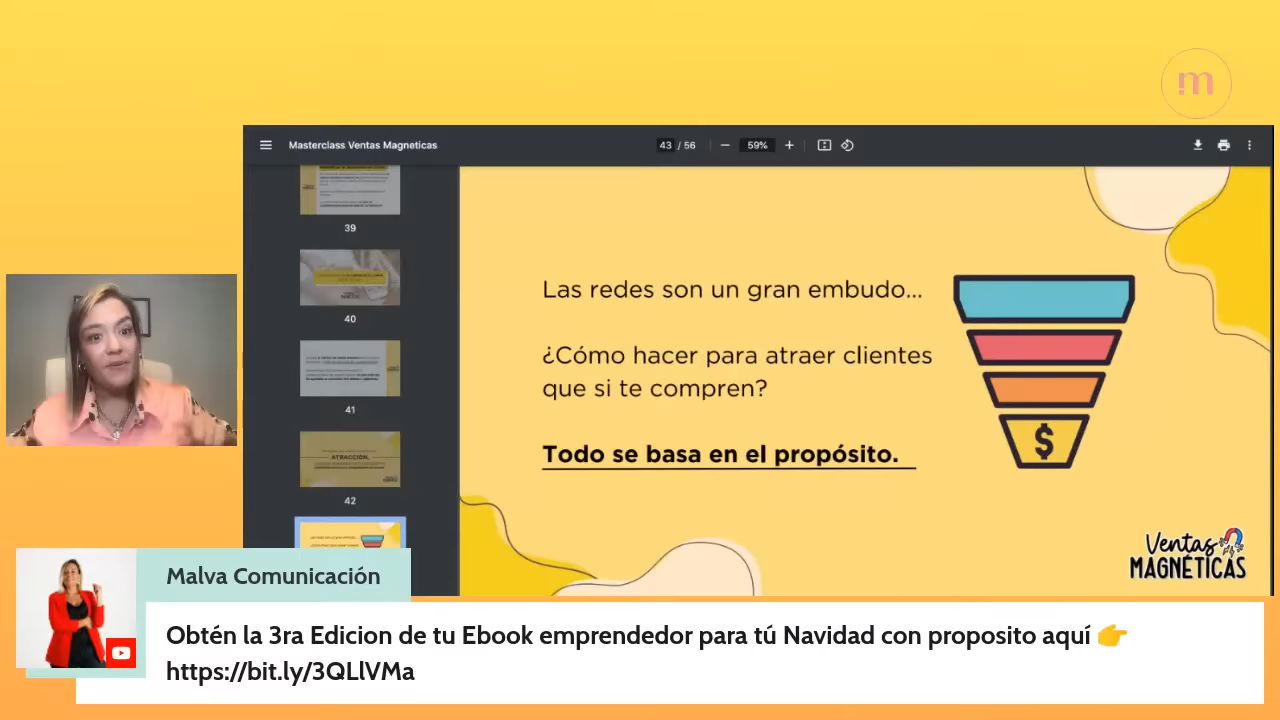 m
Masterclass Ventas Magneticas
43 / 56
59%
39
40
41
ATRACCIÓN,
42
Las redes son un gran embudo...
¿Cómo hacer para atraer clientes
que si te compren?
Todo se basa en el propósito.
$
Ventas
MAGNÉTICAS
Malva Comunicación
Obtén la 3ra Edicion de tu Ebook emprendedor para tú Navidad con proposito aquí 👉
https://bit.ly/3QLlVMa